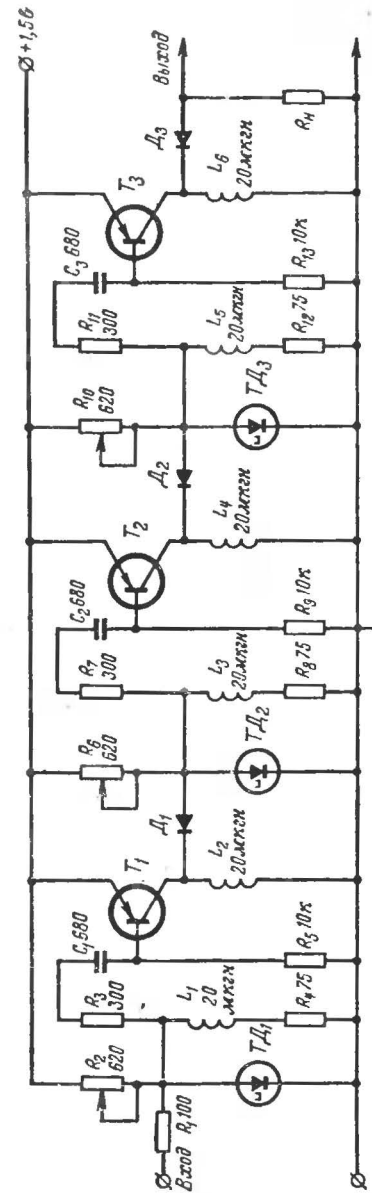 Вход
R₁ 100
R₂
620
R₃
300
C₁ 680
T₁
L₁
20
мкгн
R₄ 75
ТД₁
R₅ 10к
L₂
20мкгн
Д₁
R₆
620
R₇
300
C₂ 680
T₂
L₃
20мкгн
R₈ 75
ТД₂
R₉ 10к
L₄
20мкгн
Д₂
R₁₀
620
R₁₁
300
C₃ 680
T₃
L₅
20мкгн
R₁₂ 75
ТД₃
R₁₃ 10к
L₆
20мкгн
Д₃
Rн
Выход
+1,5в